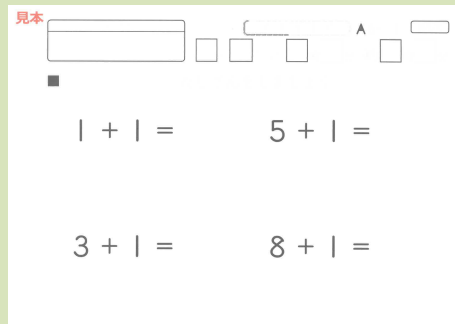 見本
A
1 + 1 = 5 + 1 =
3 + 1 = 8 + 1 =